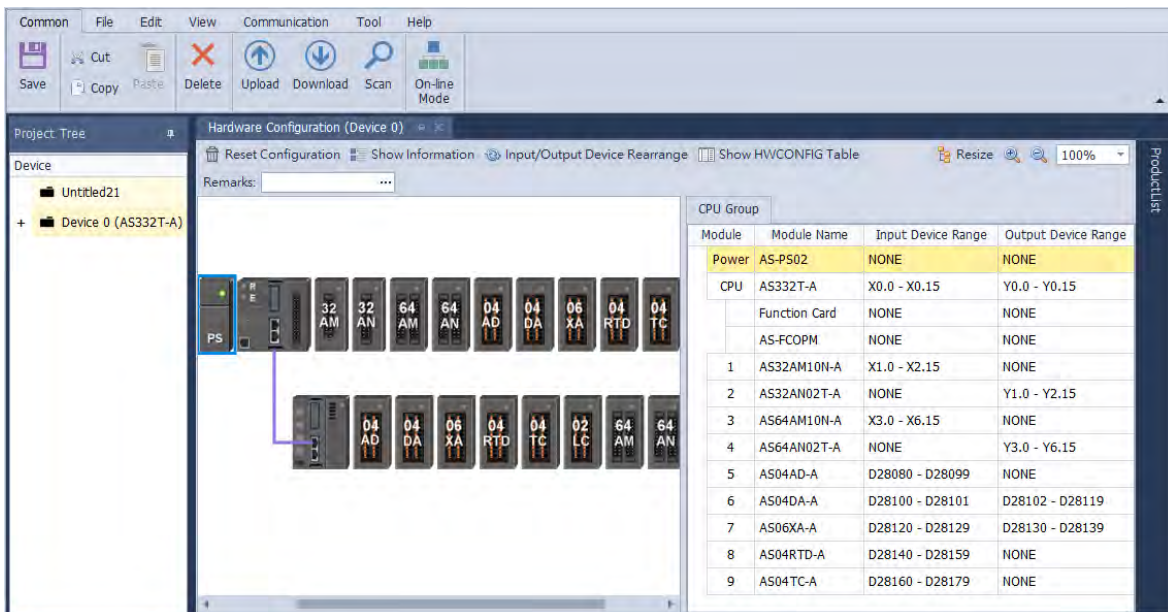 Common File Edit View Communication Tool Help
Save Cut Copy Paste Delete Upload Download Scan On-line Mode
Project Tree
Device
Untitled21
+ Device 0 (AS332T-A)
Hardware Configuration (Device 0)
Reset Configuration Show Information Input/Output Device Rearrange Show HWCONFIG Table Resize 100%
Remarks: ...
ProductList
PS R E 32 AM 32 AN 64 AM 64 AN 04 AD 04 DA 06 XA 04 RTD 04 TC
04 AD 04 DA 06 XA 04 RTD 04 TC 02 LC 64 AM 64 AN
CPU Group
Module Module Name Input Device Range Output Device Range
Power AS-PS02 NONE NONE
CPU AS332T-A X0.0 - X0.15 Y0.0 - Y0.15
Function Card NONE NONE
AS-FCOPM NONE NONE
1 AS32AM10N-A X1.0 - X2.15 NONE
2 AS32AN02T-A NONE Y1.0 - Y2.15
3 AS64AM10N-A X3.0 - X6.15 NONE
4 AS64AN02T-A NONE Y3.0 - Y6.15
5 AS04AD-A D28080 - D28099 NONE
6 AS04DA-A D28100 - D28101 D28102 - D28119
7 AS06XA-A D28120 - D28129 D28130 - D28139
8 AS04RTD-A D28140 - D28159 NONE
9 AS04TC-A D28160 - D28179 NONE